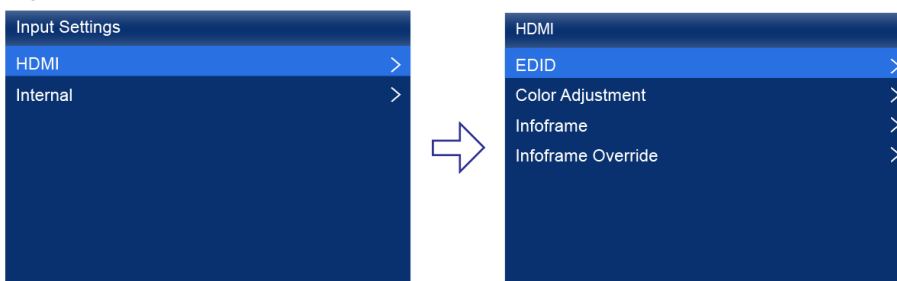 Input Settings
HDMI
Internal
HDMI
EDID
Color Adjustment
Infoframe
Infoframe Override